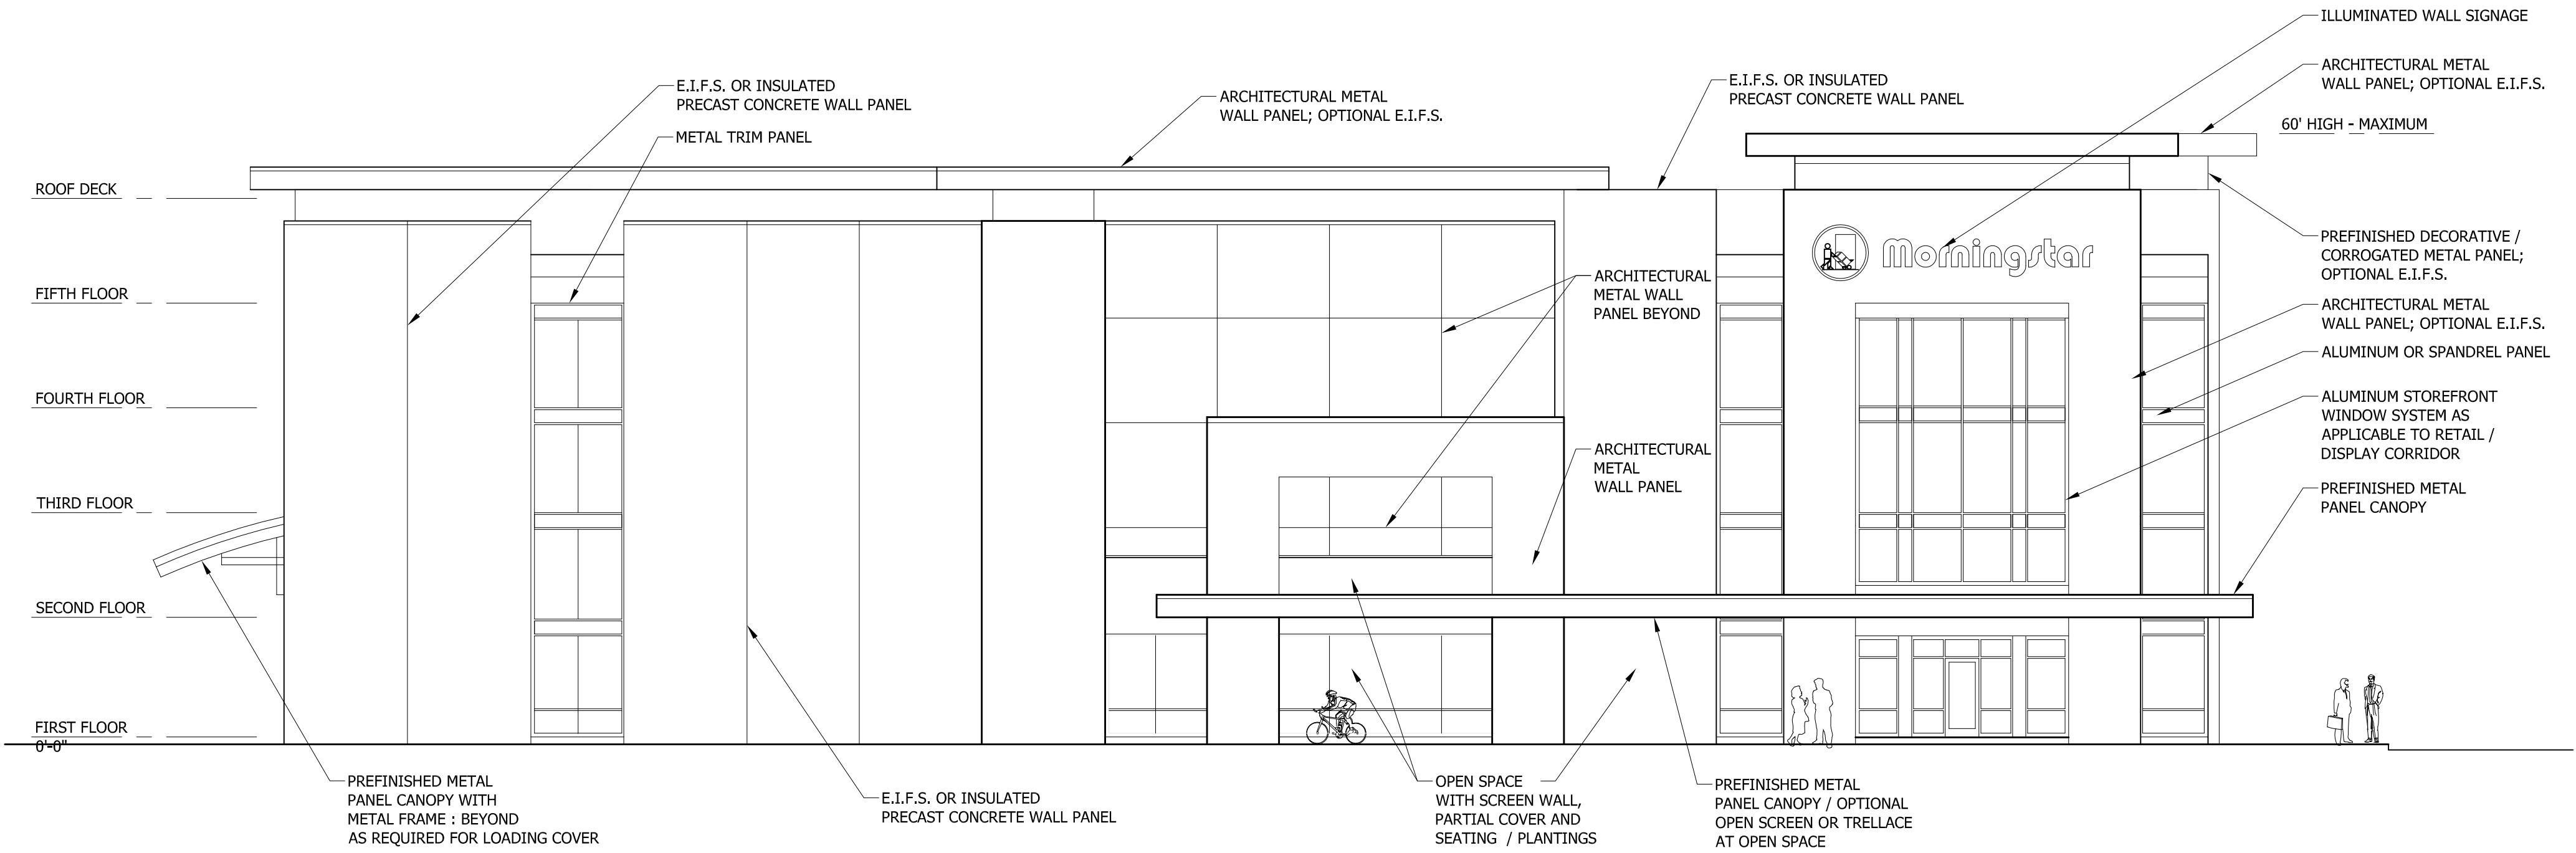 ILLUMINATED WALL SIGNAGE
ARCHITECTURAL METAL
WALL PANEL; OPTIONAL E.I.F.S.
60' HIGH - MAXIMUM
E.I.F.S. OR INSULATED
PRECAST CONCRETE WALL PANEL
METAL TRIM PANEL
ARCHITECTURAL METAL
WALL PANEL; OPTIONAL E.I.F.S.
E.I.F.S. OR INSULATED
PRECAST CONCRETE WALL PANEL
ROOF DECK
FIFTH FLOOR
FOURTH FLOOR
THIRD FLOOR
SECOND FLOOR
FIRST FLOOR
0'-0"
Morningstar
ARCHITECTURAL
METAL WALL
PANEL BEYOND
ARCHITECTURAL
METAL
WALL PANEL
PREFINISHED DECORATIVE /
CORROGATED METAL PANEL;
OPTIONAL E.I.F.S.
ARCHITECTURAL METAL
WALL PANEL; OPTIONAL E.I.F.S.
ALUMINUM OR SPANDREL PANEL
ALUMINUM STOREFRONT
WINDOW SYSTEM AS
APPLICABLE TO RETAIL /
DISPLAY CORRIDOR
PREFINISHED METAL
PANEL CANOPY
PREFINISHED METAL
PANEL CANOPY WITH
METAL FRAME : BEYOND
AS REQUIRED FOR LOADING COVER
E.I.F.S. OR INSULATED
PRECAST CONCRETE WALL PANEL
OPEN SPACE
WITH SCREEN WALL,
PARTIAL COVER AND
SEATING / PLANTINGS
PREFINISHED METAL
PANEL CANOPY / OPTIONAL
OPEN SCREEN OR TRELLACE
AT OPEN SPACE